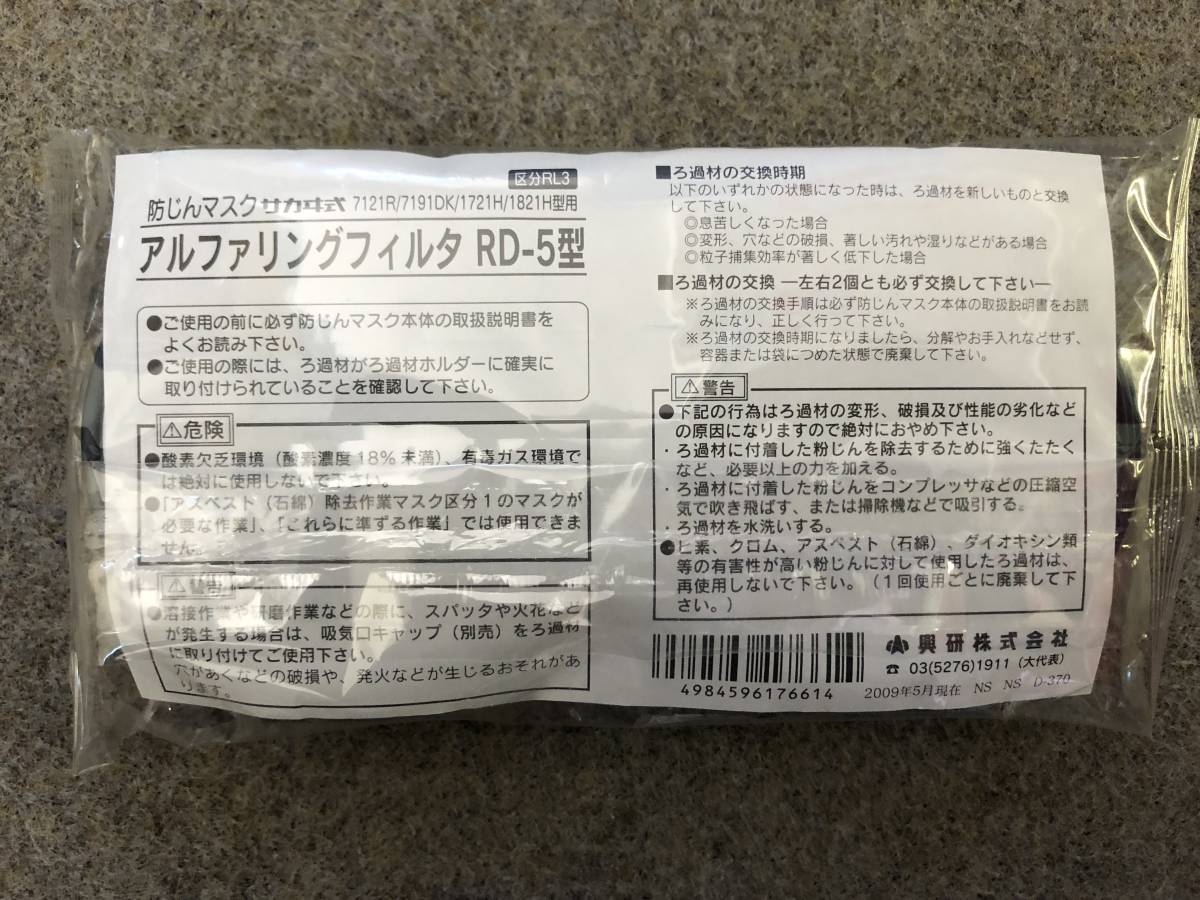 区分RL3
防じんマスク サカヰ式 7121R/7191DK/1721H/1821H型用
アルファリングフィルタ RD-5型
●ご使用の前に必ず防じんマスク本体の取扱説明書を
よくお読み下さい。
●ご使用の際には、ろ過材がろ過材ホルダーに確実に
取り付けられていることを確認して下さい。
⚠危険
●酸素欠乏環境（酸素濃度18%未満）、有毒ガス環境で
は絶対に使用しないで下さい。
●「アスベスト（石綿）除去作業マスク区分1のマスクが
必要な作業」、「これらに準ずる作業」では使用できま
せん。
⚠警告
●溶接作業や研磨作業などの際に、スパッタや火花など
が発生する場合は、吸気口キャップ（別売）をろ過材
に取り付けてご使用下さい。
穴があくなどの破損や、発火などが生じるおそれがあ
ります。
■ろ過材の交換時期
以下のいずれかの状態になった時は、ろ過材を新しいものと交換
して下さい。
◎息苦しくなった場合
◎変形、穴などの破損、著しい汚れや湿りなどがある場合
◎粒子捕集効率が著しく低下した場合
■ろ過材の交換 ―左右2個とも必ず交換して下さい―
※ろ過材の交換手順は必ず防じんマスク本体の取扱説明書をお読
みになり、正しく行って下さい。
※ろ過材の交換時期になりましたら、分解やお手入れなどせず、
容器または袋につめた状態で廃棄して下さい。
⚠警告
●下記の行為はろ過材の変形、破損及び性能の劣化など
の原因になりますので絶対におやめ下さい。
・ろ過材に付着した粉じんを除去するために強くたたく
など、必要以上の力を加える。
・ろ過材に付着した粉じんをコンプレッサなどの圧縮空
気で吹き飛ばす、または掃除機などで吸引する。
・ろ過材を水洗いする。
●ヒ素、クロム、アスベスト（石綿）、ダイオキシン類
等の有害性が高い粉じんに対して使用したろ過材は、
再使用しないで下さい。（1回使用ごとに廃棄して下
さい。）
興研株式会社
☎ 03(5276)1911（大代表）
4984596176614
2009年5月現在 NS NS D-370